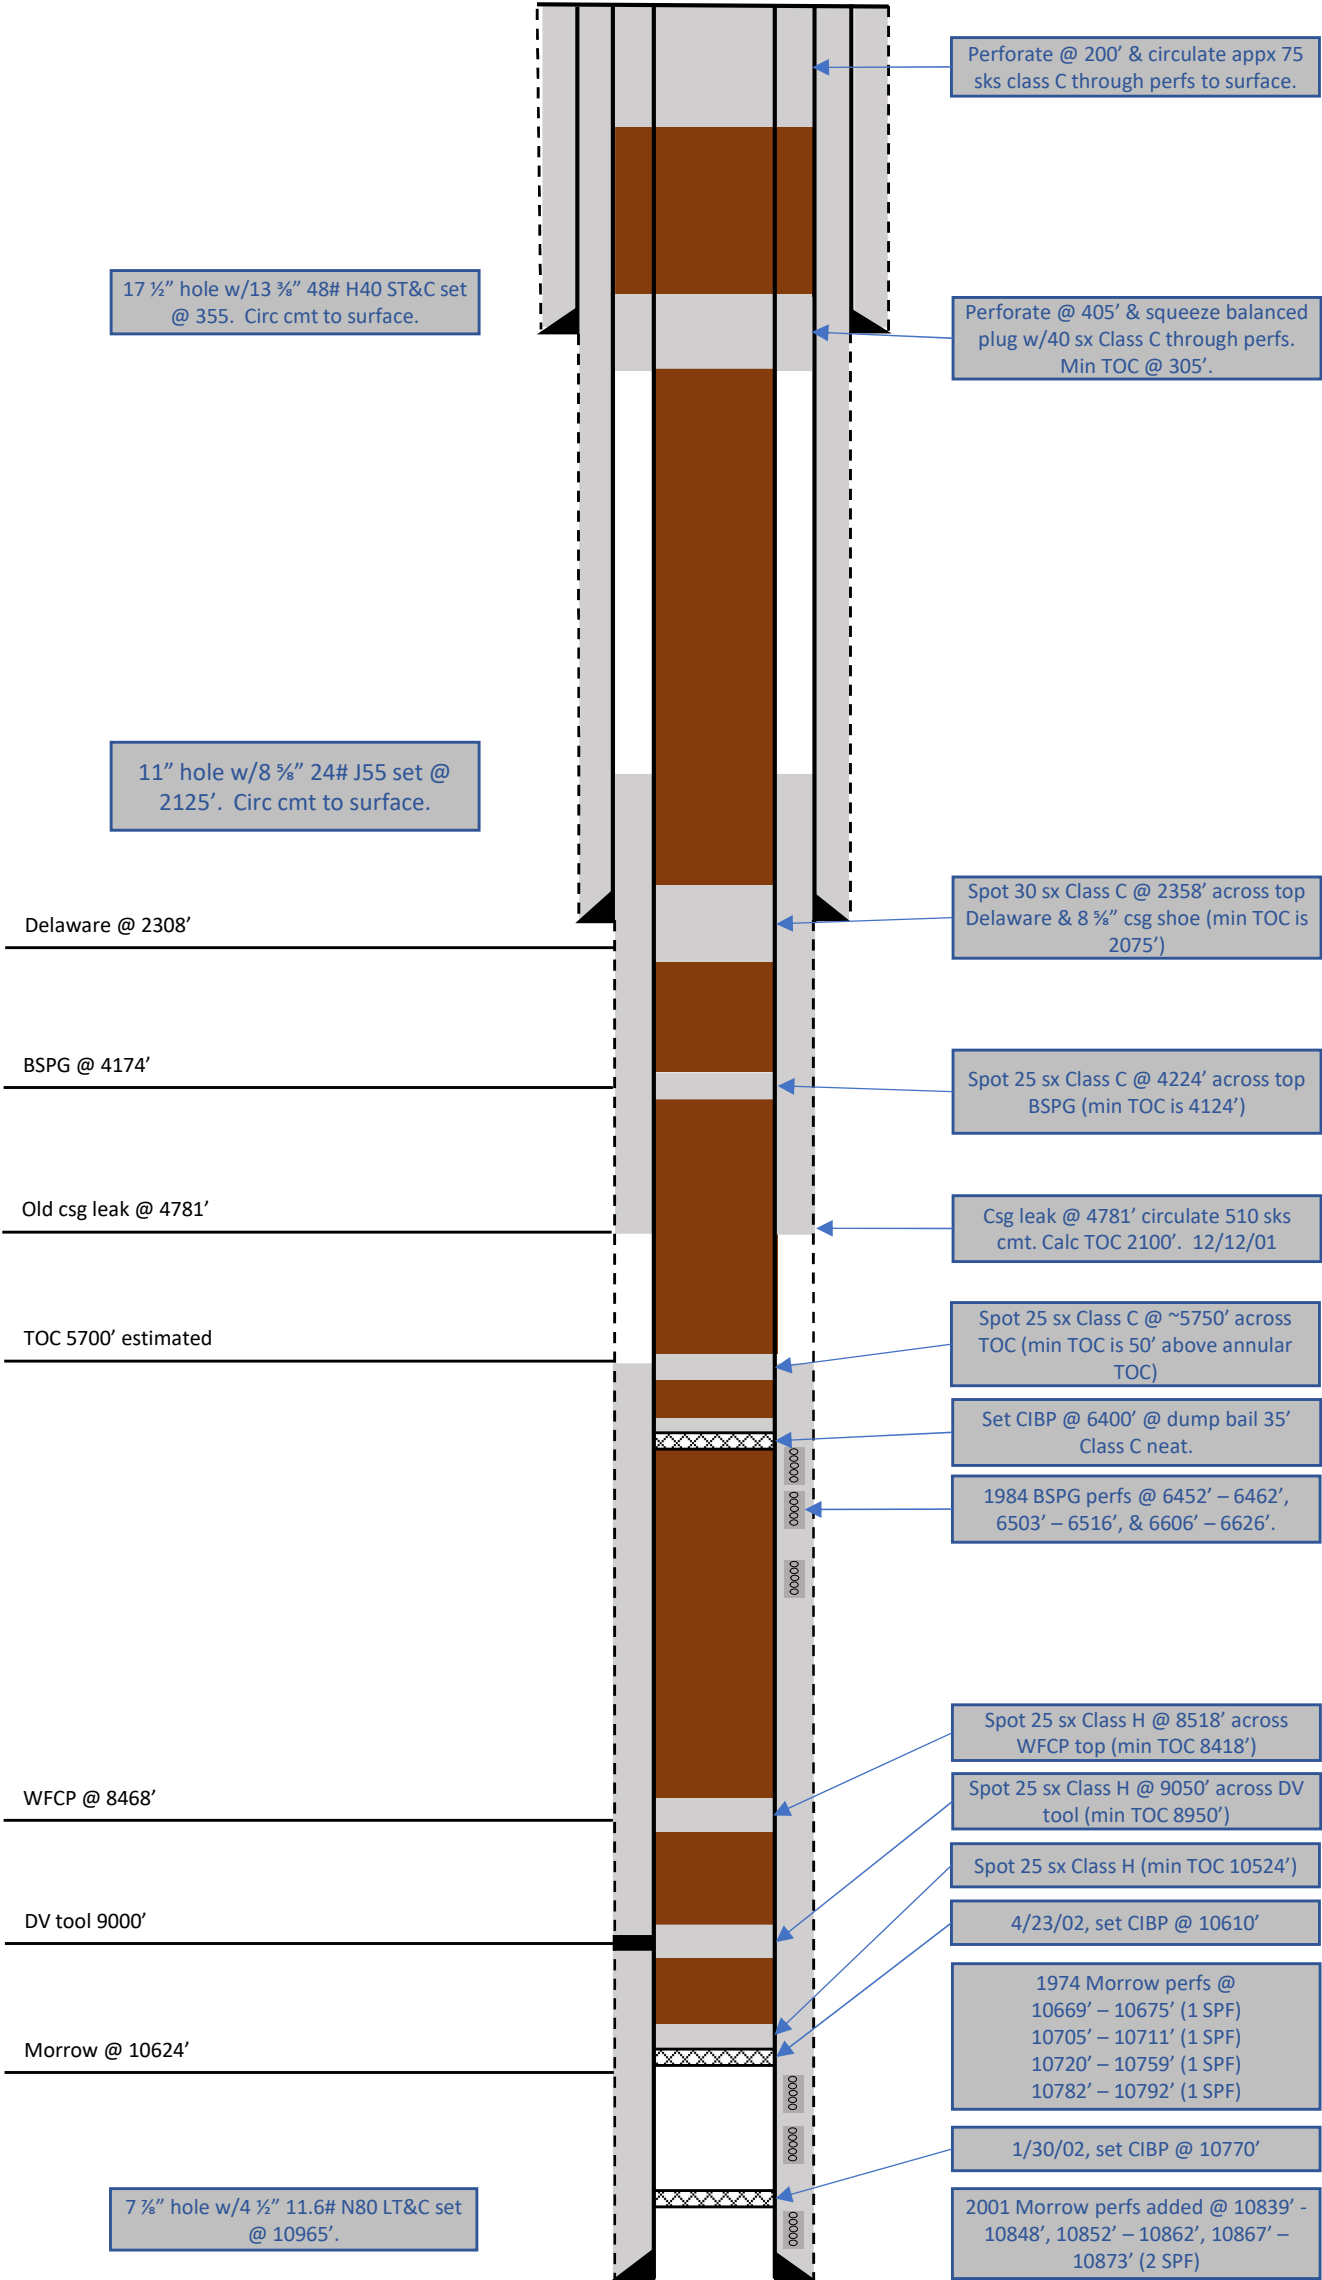 Perforate @ 200’ & circulate appx 75
sks class C through perfs to surface.
17 ½” hole w/13 ⅜” 48# H40 ST&C set
@ 355. Circ cmt to surface.
Perforate @ 405’ & squeeze balanced
plug w/40 sx Class C through perfs.
Min TOC @ 305’.
11” hole w/8 ⅝” 24# J55 set @
2125’. Circ cmt to surface.
Delaware @ 2308’
Spot 30 sx Class C @ 2358’ across top
Delaware & 8 ⅝” csg shoe (min TOC is
2075’)
BSPG @ 4174’
Spot 25 sx Class C @ 4224’ across top
BSPG (min TOC is 4124’)
Old csg leak @ 4781’
Csg leak @ 4781’ circulate 510 sks
cmt. Calc TOC 2100’. 12/12/01
TOC 5700’ estimated
Spot 25 sx Class C @ ~5750’ across
TOC (min TOC is 50’ above annular
TOC)
Set CIBP @ 6400’ @ dump bail 35’
Class C neat.
1984 BSPG perfs @ 6452’ – 6462’,
6503’ – 6516’, & 6606’ – 6626’.
Spot 25 sx Class H @ 8518’ across
WFCP top (min TOC 8418’)
WFCP @ 8468’
Spot 25 sx Class H @ 9050’ across DV
tool (min TOC 8950’)
Spot 25 sx Class H (min TOC 10524’)
DV tool 9000’
4/23/02, set CIBP @ 10610’
1974 Morrow perfs @
10669’ – 10675’ (1 SPF)
10705’ – 10711’ (1 SPF)
10720’ – 10759’ (1 SPF)
10782’ – 10792’ (1 SPF)
Morrow @ 10624’
1/30/02, set CIBP @ 10770’
7 ⅞” hole w/4 ½” 11.6# N80 LT&C set
@ 10965’.
2001 Morrow perfs added @ 10839’ -
10848’, 10852’ – 10862’, 10867’ –
10873’ (2 SPF)